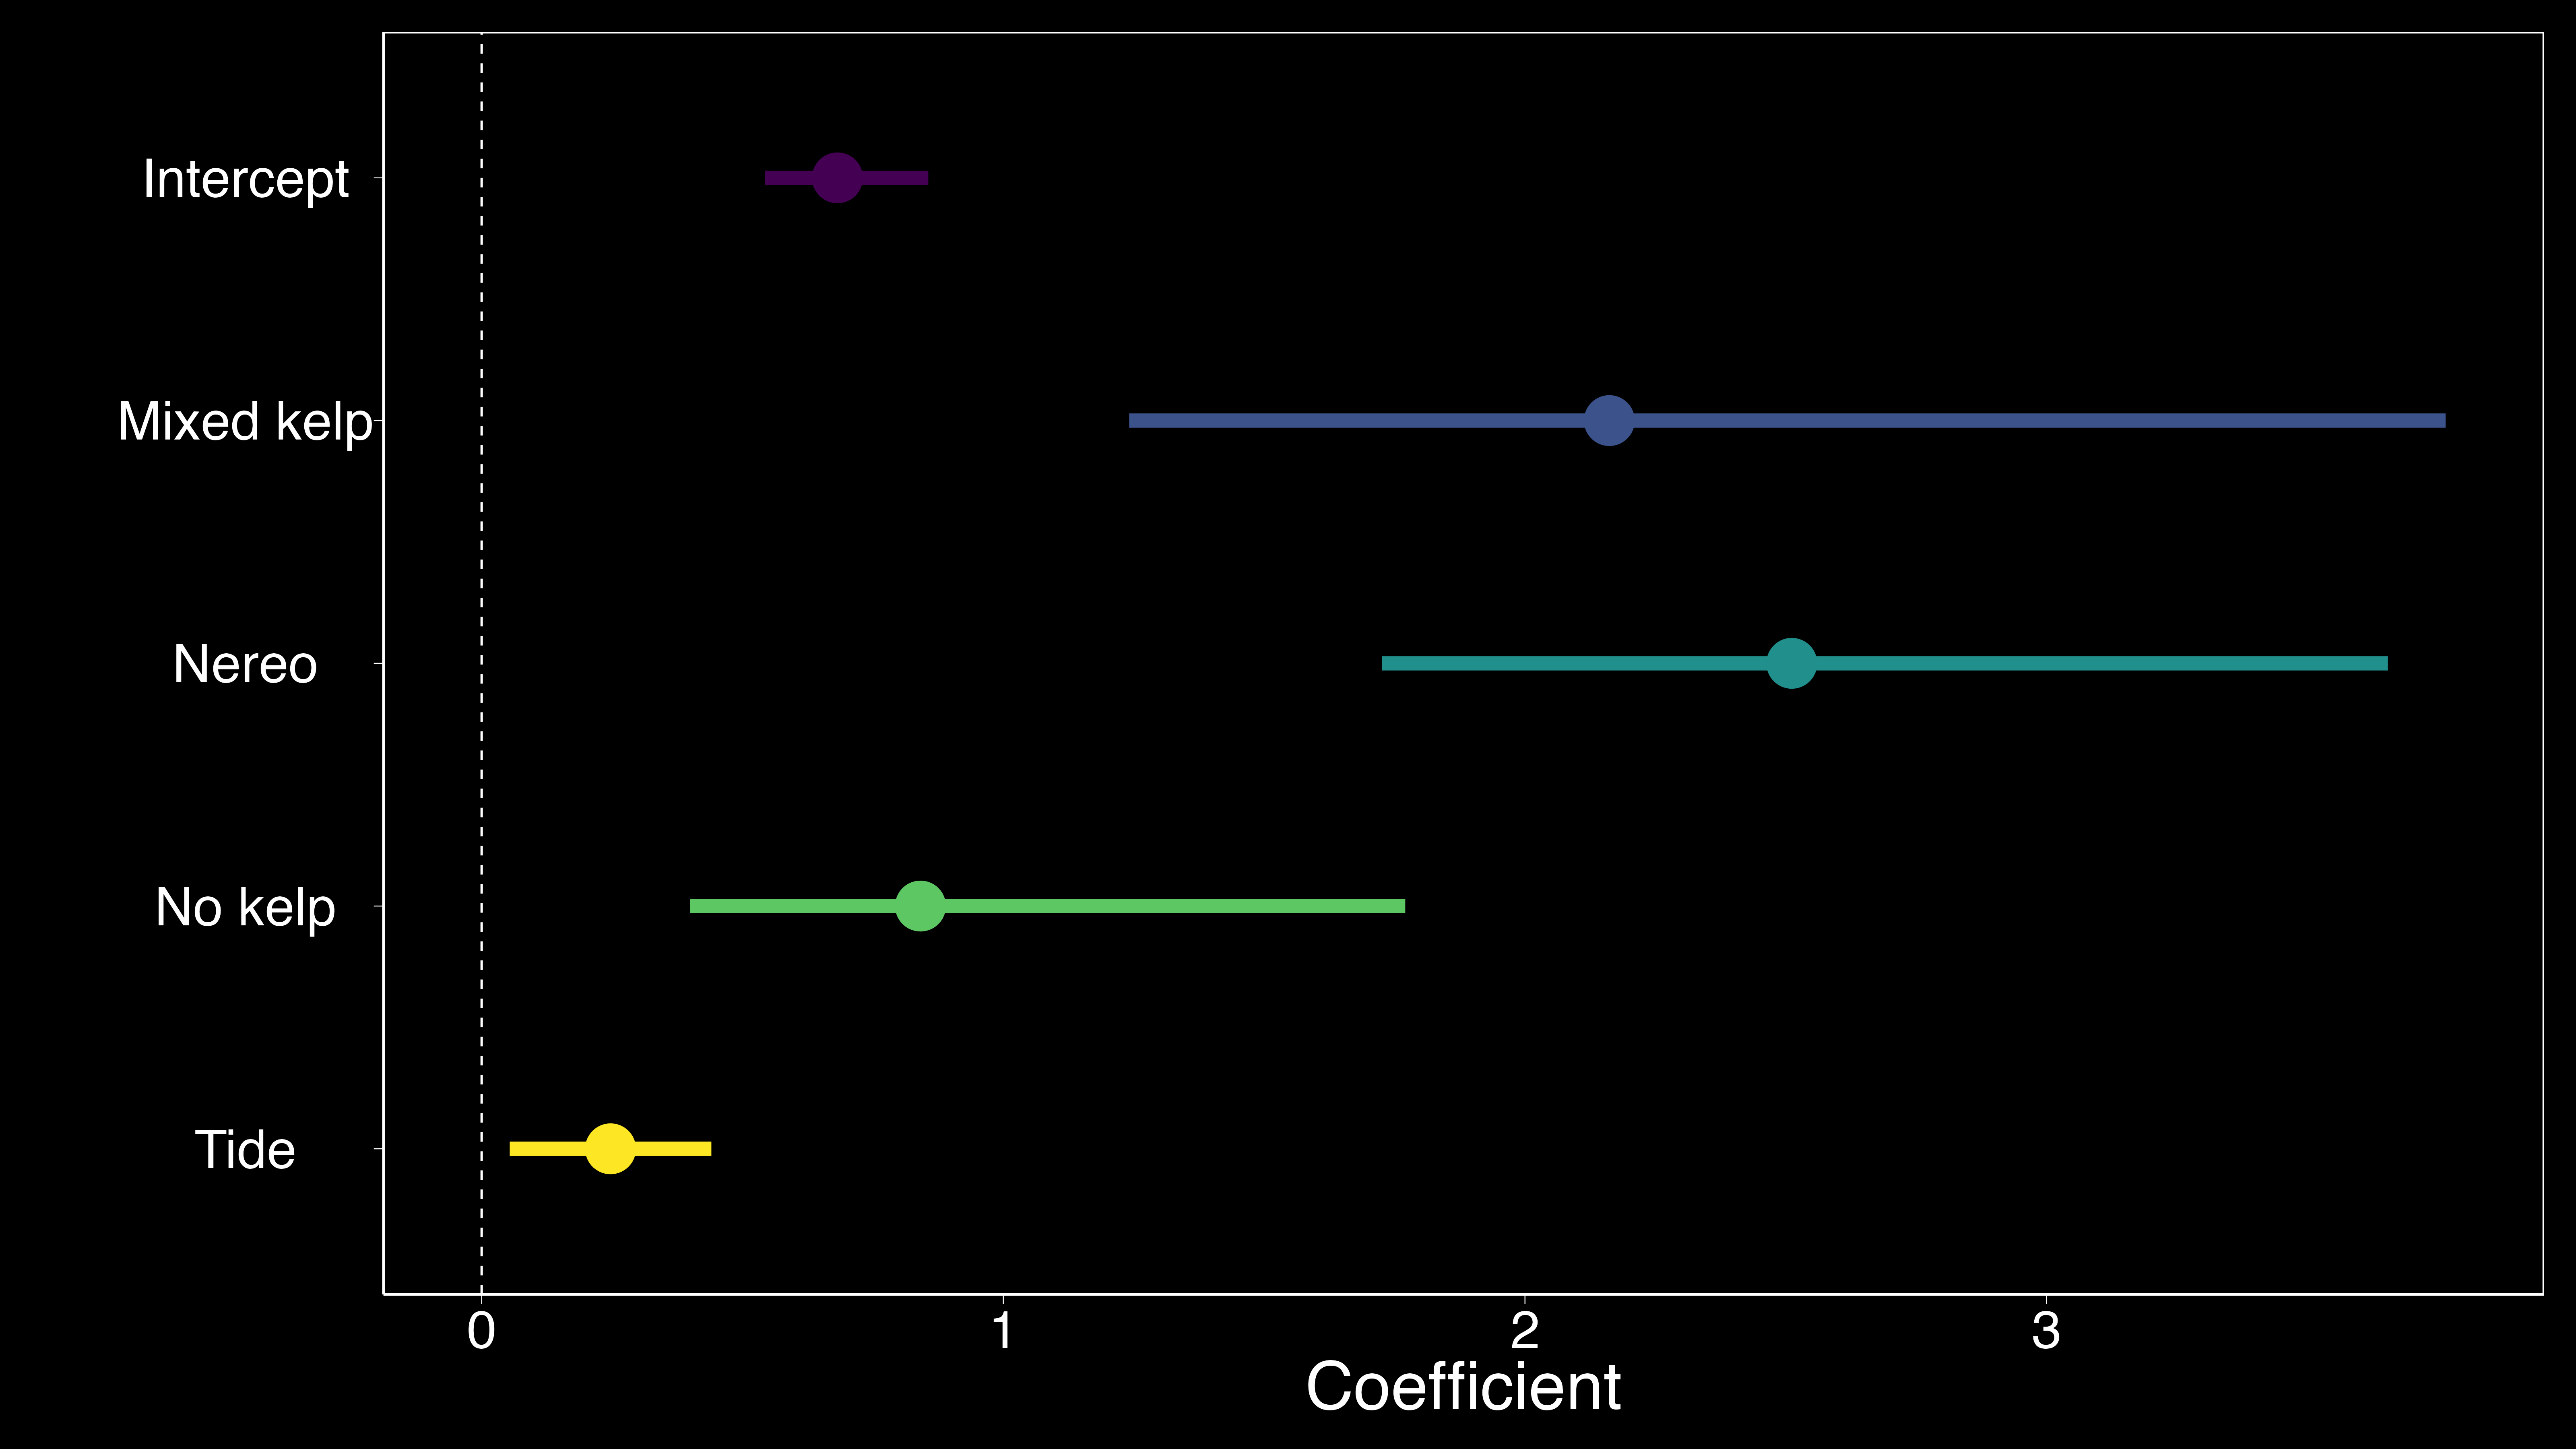 Intercept
Mixed kelp
Nereo
No kelp
Tide
0 1 2 3
Coefficient